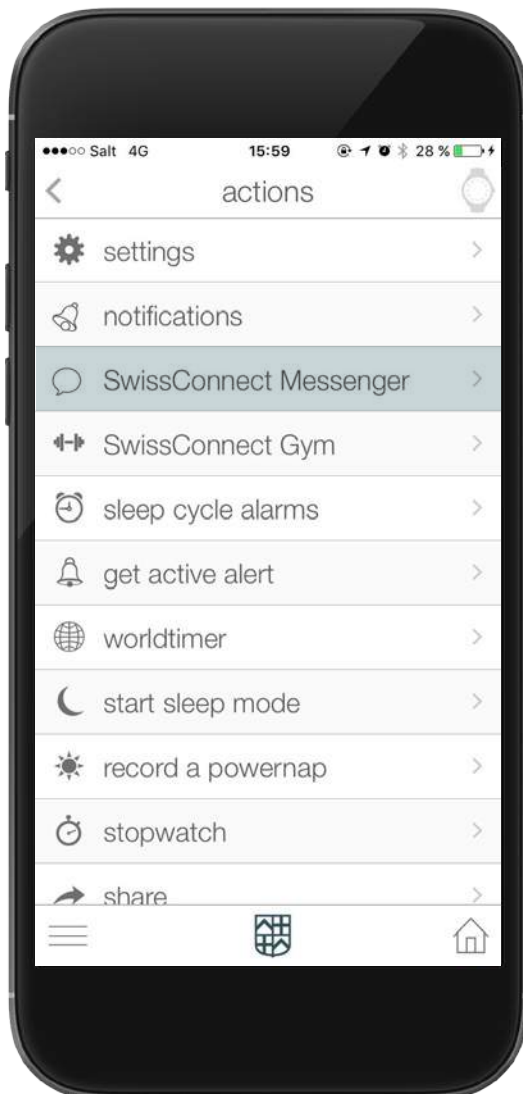 Salt 4G 15:59 28 %
actions
settings
notifications
SwissConnect Messenger
SwissConnect Gym
sleep cycle alarms
get active alert
worldtimer
start sleep mode
record a powernap
stopwatch
share